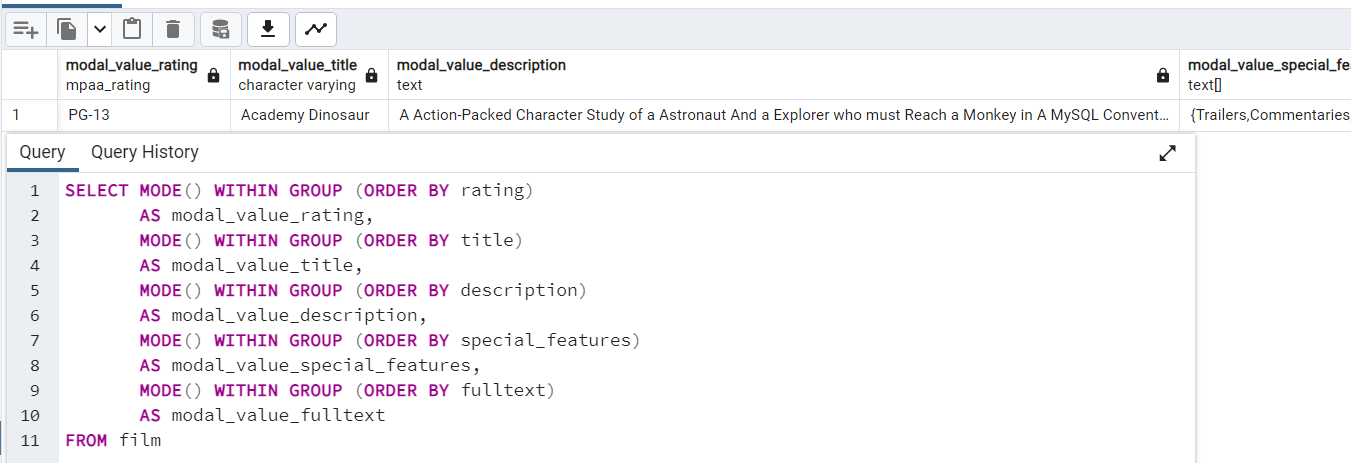 modal_value_rating modal_value_title modal_value_description modal_value_special_fe
mpaa_rating character varying text text[]
1 PG-13 Academy Dinosaur A Action-Packed Character Study of a Astronaut And a Explorer who must Reach a Monkey in A MySQL Convent... {Trailers,Commentaries
Query Query History
1 SELECT MODE() WITHIN GROUP (ORDER BY rating)
2 AS modal_value_rating,
3 MODE() WITHIN GROUP (ORDER BY title)
4 AS modal_value_title,
5 MODE() WITHIN GROUP (ORDER BY description)
6 AS modal_value_description,
7 MODE() WITHIN GROUP (ORDER BY special_features)
8 AS modal_value_special_features,
9 MODE() WITHIN GROUP (ORDER BY fulltext)
10 AS modal_value_fulltext
11 FROM film